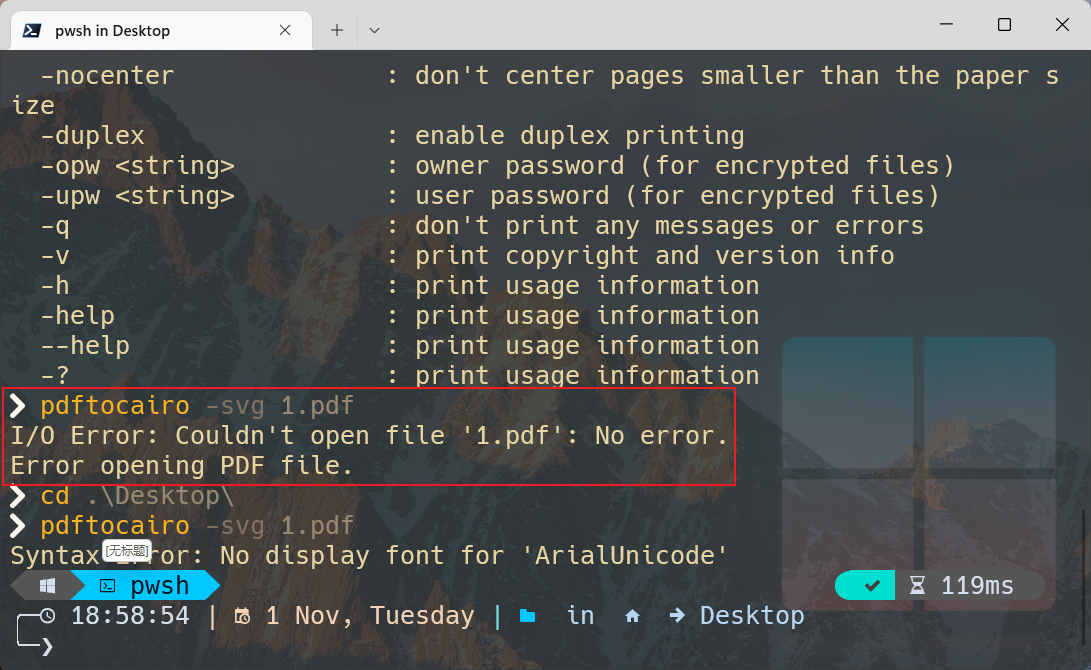 pwsh in Desktop
-nocenter : don't center pages smaller than the paper s
ize
-duplex : enable duplex printing
-opw <string> : owner password (for encrypted files)
-upw <string> : user password (for encrypted files)
-q : don't print any messages or errors
-v : print copyright and version info
-h : print usage information
-help : print usage information
--help : print usage information
-? : print usage information
❯ pdftocairo -svg 1.pdf
I/O Error: Couldn't open file '1.pdf': No error.
Error opening PDF file.
❯ cd .\Desktop\
❯ pdftocairo -svg 1.pdf
Syntax Error: No display font for 'ArialUnicode'
[无标题]
pwsh 119ms
18:58:54 | 1 Nov, Tuesday | in → Desktop
❯